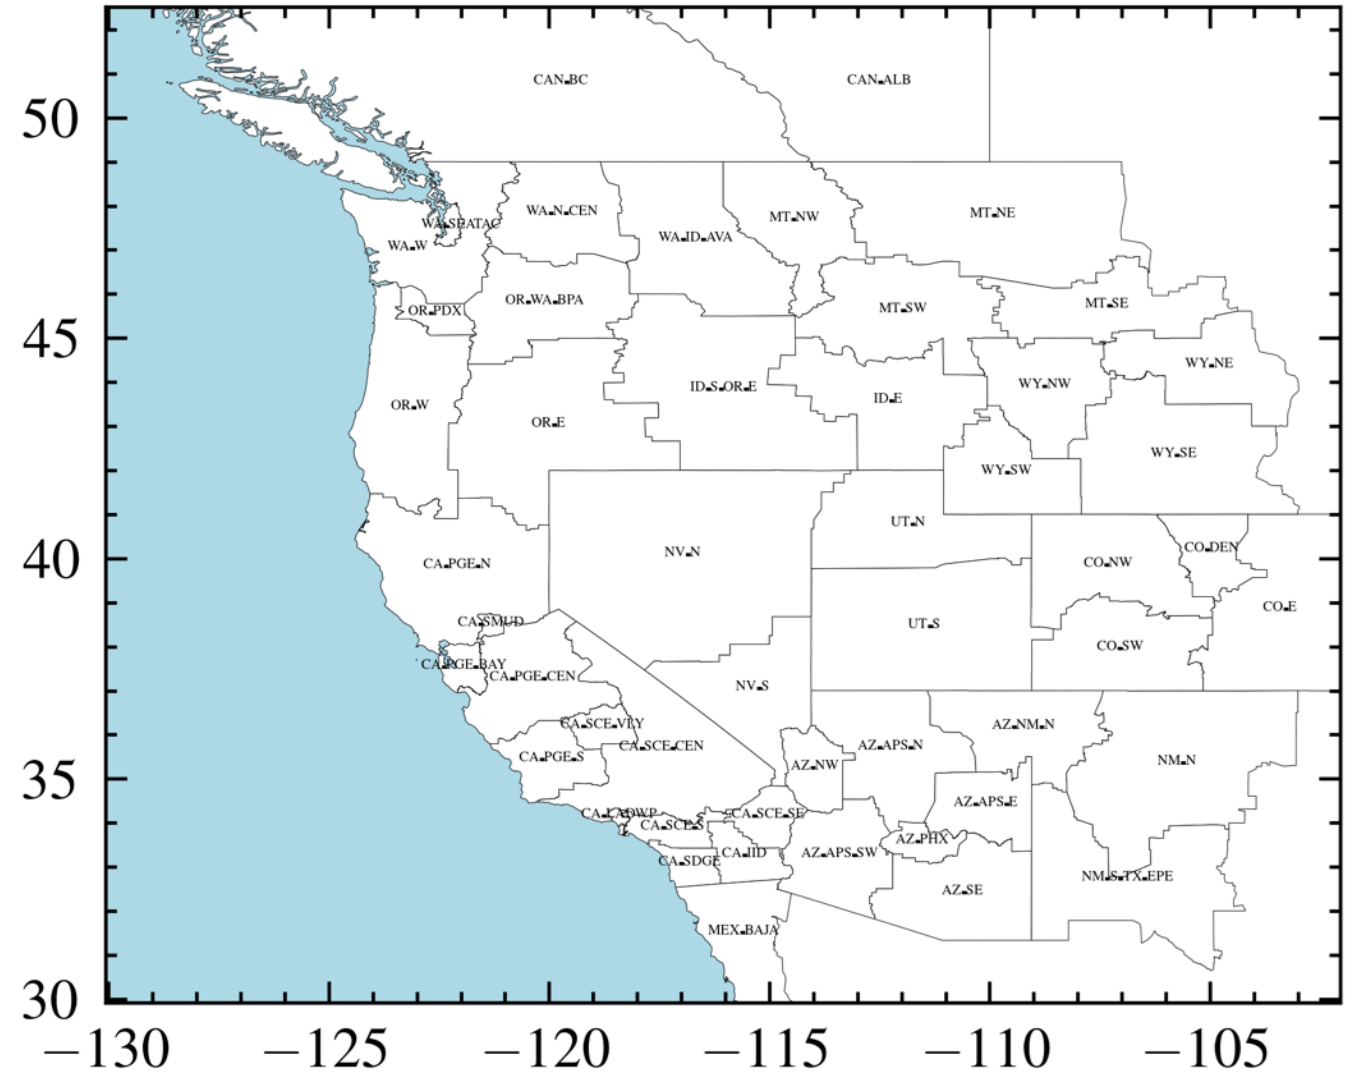 CAN_BC
CAN_ALB
50
WA_SEATAC
WA_N_CEN
MT_NW
MT_NE
WA_W
WA_ID_AVA
OR_PDX
OR_WA_BPA
MT_SW
MT_SE
45
WY_NE
OR_W
ID_S_OR_E
ID_E
WY_NW
OR_E
WY_SE
WY_SW
UT_N
CO_DEN
NV_N
40
CA_PGE_N
CO_NW
CO_E
CA_SMUD
UT_S
CO_SW
CA_PGE_BAY
CA_PGE_CEN
NV_S
CA_SCE_VLY
AZ_NM_N
CA_SCE_CEN
AZ_APS_N
CA_PGE_S
AZ_NW
NM_N
35
AZ_APS_E
CA_LADWP
CA_SCE_SE
CA_SCE_S
AZ_PHX
CA_IID
AZ_APS_SW
CA_SDGE
NM_S_TX_EPE
AZ_SE
MEX_BAJA
30
−130 −125 −120 −115 −110 −105